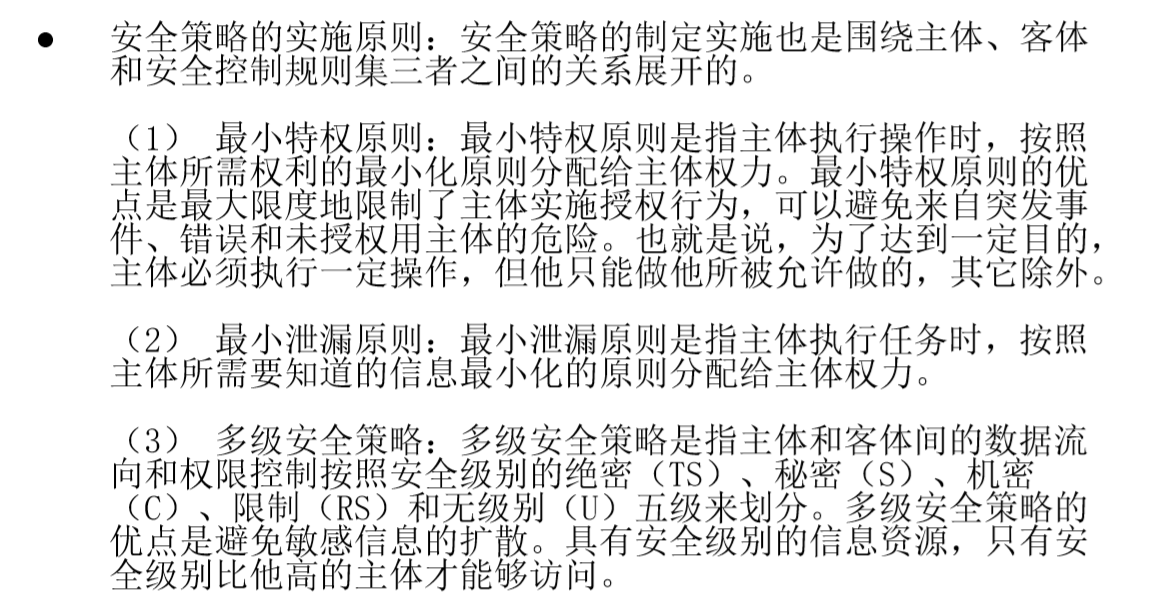 ● 安全策略的实施原则：安全策略的制定实施也是围绕主体、客体
和安全控制规则集三者之间的关系展开的。
（1） 最小特权原则：最小特权原则是指主体执行操作时，按照
主体所需权利的最小化原则分配给主体权力。最小特权原则的优
点是最大限度地限制了主体实施授权行为，可以避免来自突发事
件、错误和未授权用主体的危险。也就是说，为了达到一定目的，
主体必须执行一定操作，但他只能做他所被允许做的，其它除外。
（2） 最小泄漏原则：最小泄漏原则是指主体执行任务时，按照
主体所需要知道的信息最小化的原则分配给主体权力。
（3） 多级安全策略：多级安全策略是指主体和客体间的数据流
向和权限控制按照安全级别的绝密（TS）、秘密（S）、机密
（C）、限制（RS）和无级别（U）五级来划分。多级安全策略的
优点是避免敏感信息的扩散。具有安全级别的信息资源，只有安
全级别比他高的主体才能够访问。